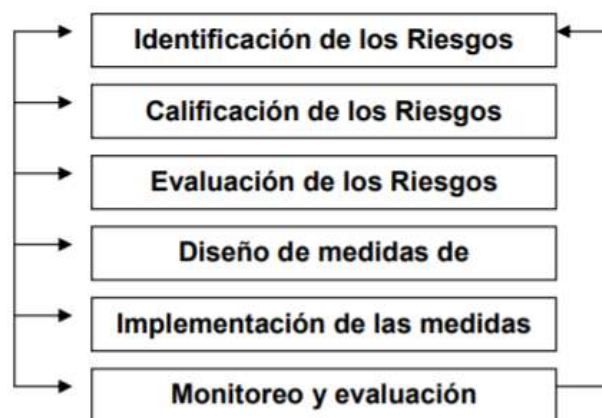 Identificación de los Riesgos
Calificación de los Riesgos
Evaluación de los Riesgos
Diseño de medidas de
Implementación de las medidas
Monitoreo y evaluación